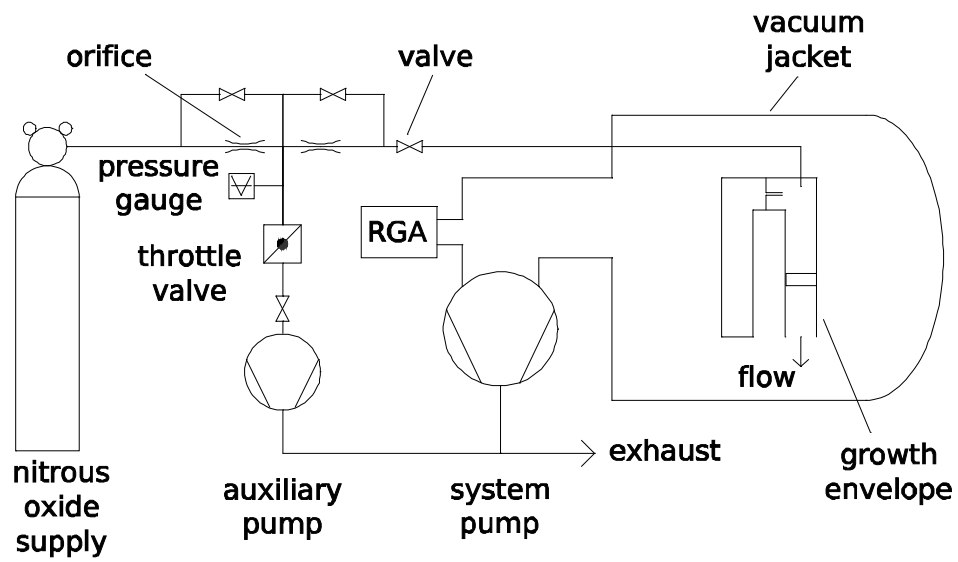 vacuum
jacket
orifice
valve
pressure
gauge
RGA
throttle
valve
flow
exhaust
growth
envelope
nitrous
oxide
supply
auxiliary
pump
system
pump